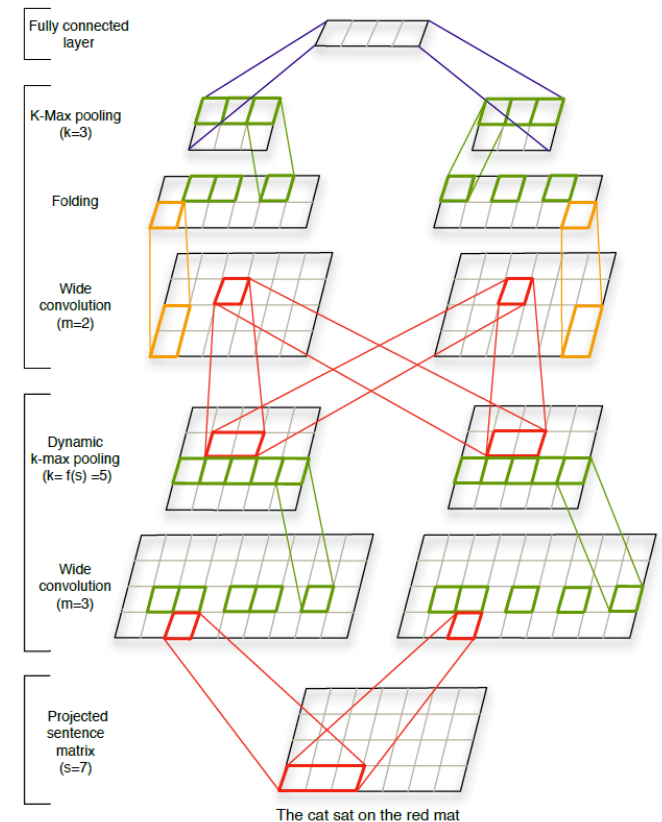 Fully connected
layer
K-Max pooling
(k=3)
Folding
Wide
convolution
(m=2)
Dynamic
k-max pooling
(k= f(s) =5)
Wide
convolution
(m=3)
Projected
sentence
matrix
(s=7)
The cat sat on the red mat